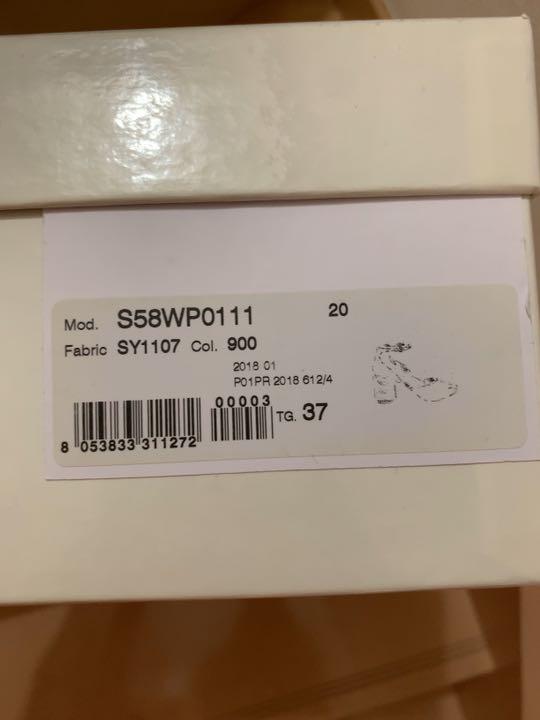 Mod. S58WP0111 20
Fabric SY1107 Col. 900
2018 01
P01PR 2018 612/4
00003
TG. 37
8 053833 311272